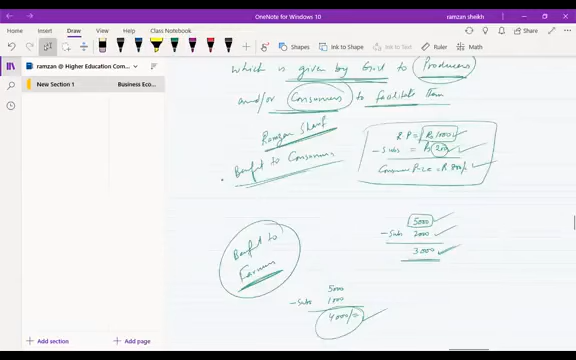 OneNote for Windows 10
ramzan sheikh
Home Insert Draw View Help Class Notebook
Share
Shapes Ink to Shape Ink to Text Ruler Math
ramzan @ Higher Education Com...
New Section 1 Business Eco...
which is given by Govt to Producers
and/or Consumers to facilitate them
Ramzan Sharif
Benefit to Consumers
R P = Rs 1000
- Subs = Rs 200
Consumer Price = R 800/-
5000
- Subs 2000
3000
Benefit to
Farmers
5000
- Subs 1000
4000/=
Add section Add page